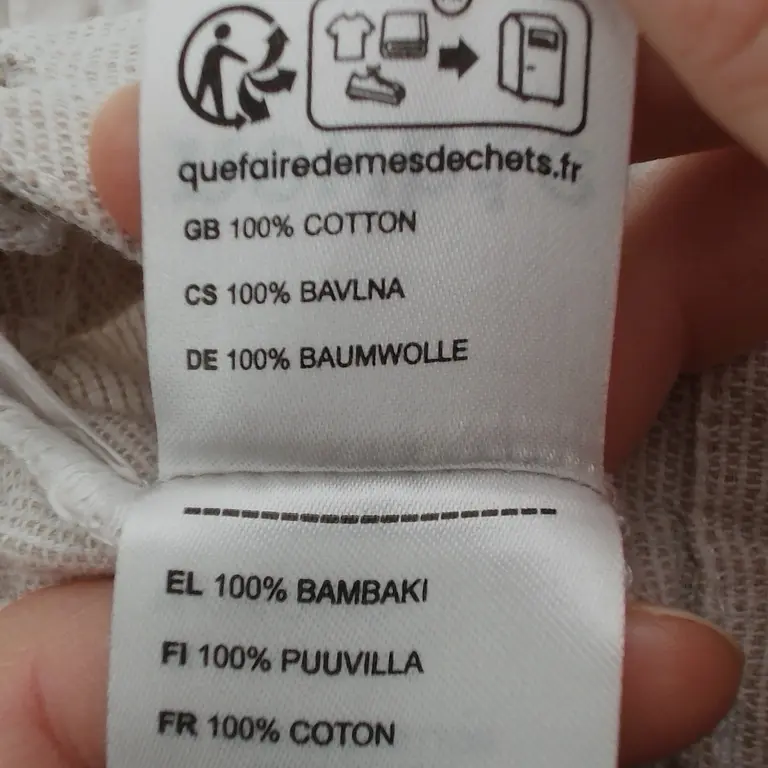 quefairedemesdechets.fr
GB 100% COTTON
CS 100% BAVLNA
DE 100% BAUMWOLLE
EL 100% BAMBAKI
FI 100% PUUVILLA
FR 100% COTON